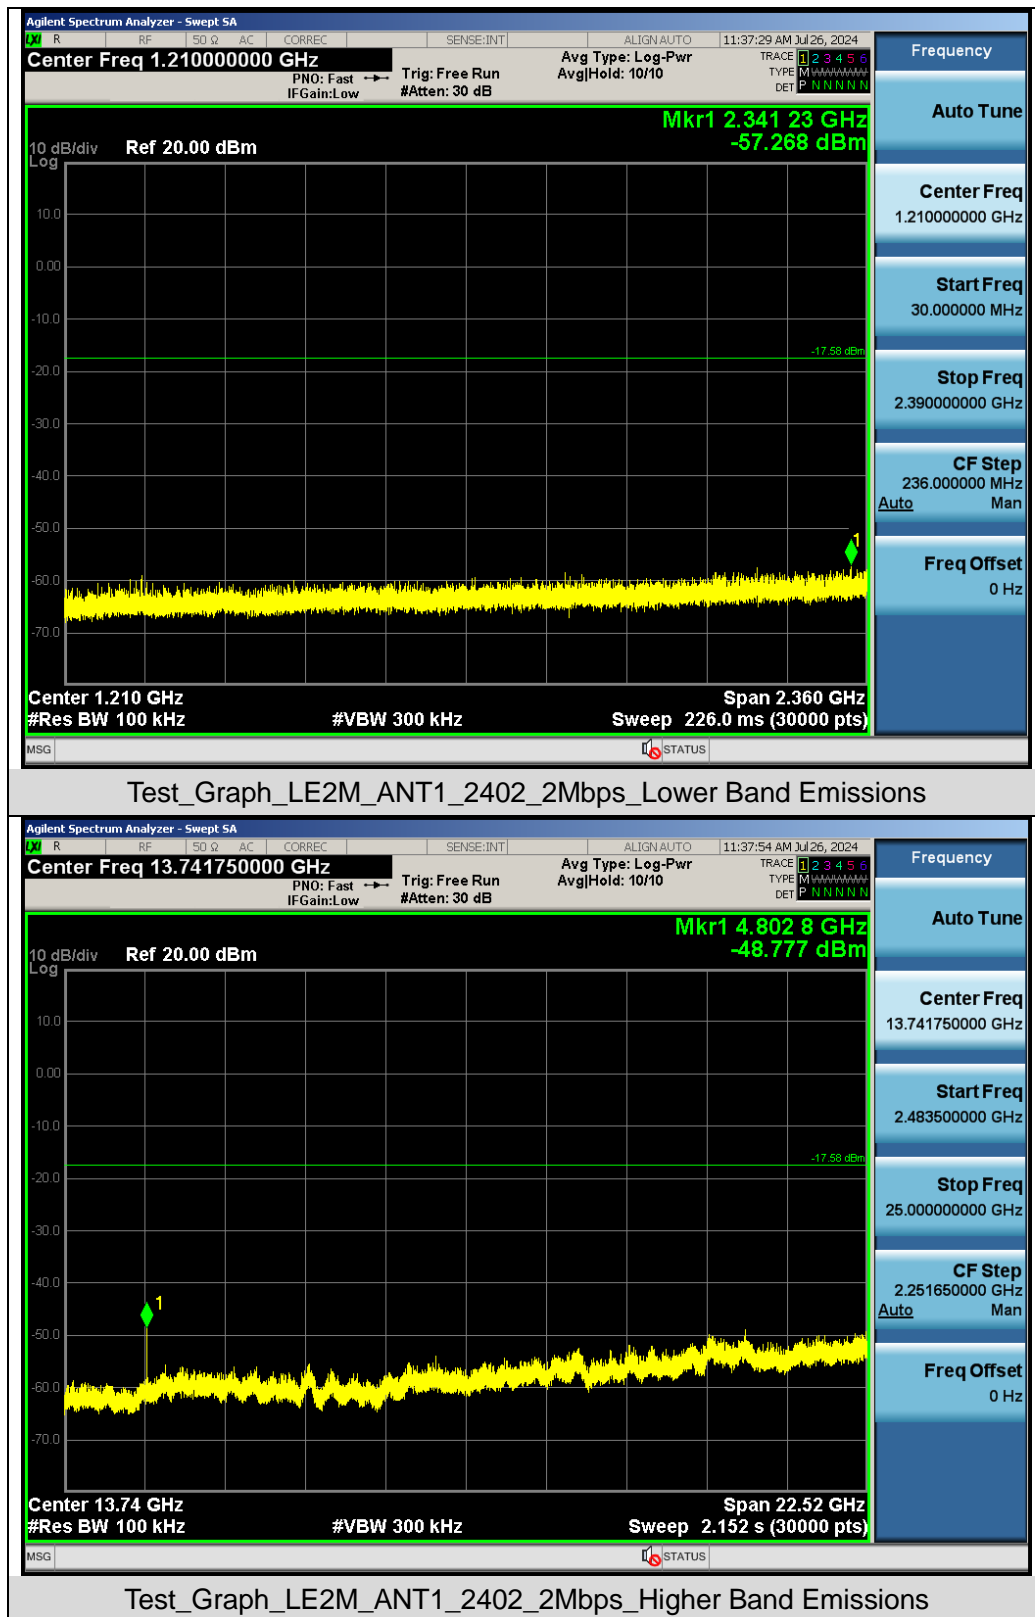 Agilent Spectrum Analyzer - Swept SA
LXI R RF 50 Ω AC CORREC SENSE:INT ALIGN AUTO 11:37:29 AM Jul 26, 2024
Center Freq 1.210000000 GHz
PNO: Fast
IFGain:Low
Trig: Free Run
#Atten: 30 dB
Avg Type: Log-Pwr
Avg|Hold: 10/10
TRACE 1 2 3 4 5 6
TYPE M WWWWW
DET P N N N N N
Mkr1 2.341 23 GHz
-57.268 dBm
10 dB/div Ref 20.00 dBm
Log
10.0
0.00
-10.0
-17.58 dBm
-20.0
-30.0
-40.0
-50.0
1
-60.0
-70.0
Center 1.210 GHz Span 2.360 GHz
#Res BW 100 kHz #VBW 300 kHz Sweep 226.0 ms (30000 pts)
MSG STATUS
Frequency
Auto Tune
Center Freq
1.210000000 GHz
Start Freq
30.000000 MHz
Stop Freq
2.390000000 GHz
CF Step
236.000000 MHz
Auto Man
Freq Offset
0 Hz
Test_Graph_LE2M_ANT1_2402_2Mbps_Lower Band Emissions
Agilent Spectrum Analyzer - Swept SA
LXI R RF 50 Ω AC CORREC SENSE:INT ALIGN AUTO 11:37:54 AM Jul 26, 2024
Center Freq 13.741750000 GHz
PNO: Fast
IFGain:Low
Trig: Free Run
#Atten: 30 dB
Avg Type: Log-Pwr
Avg|Hold: 10/10
TRACE 1 2 3 4 5 6
TYPE M WWWWW
DET P N N N N N
Mkr1 4.802 8 GHz
-48.777 dBm
10 dB/div Ref 20.00 dBm
Log
10.0
0.00
-10.0
-17.58 dBm
-20.0
-30.0
-40.0
1
-50.0
-60.0
-70.0
Center 13.74 GHz Span 22.52 GHz
#Res BW 100 kHz #VBW 300 kHz Sweep 2.152 s (30000 pts)
MSG STATUS
Frequency
Auto Tune
Center Freq
13.741750000 GHz
Start Freq
2.483500000 GHz
Stop Freq
25.000000000 GHz
CF Step
2.251650000 GHz
Auto Man
Freq Offset
0 Hz
Test_Graph_LE2M_ANT1_2402_2Mbps_Higher Band Emissions